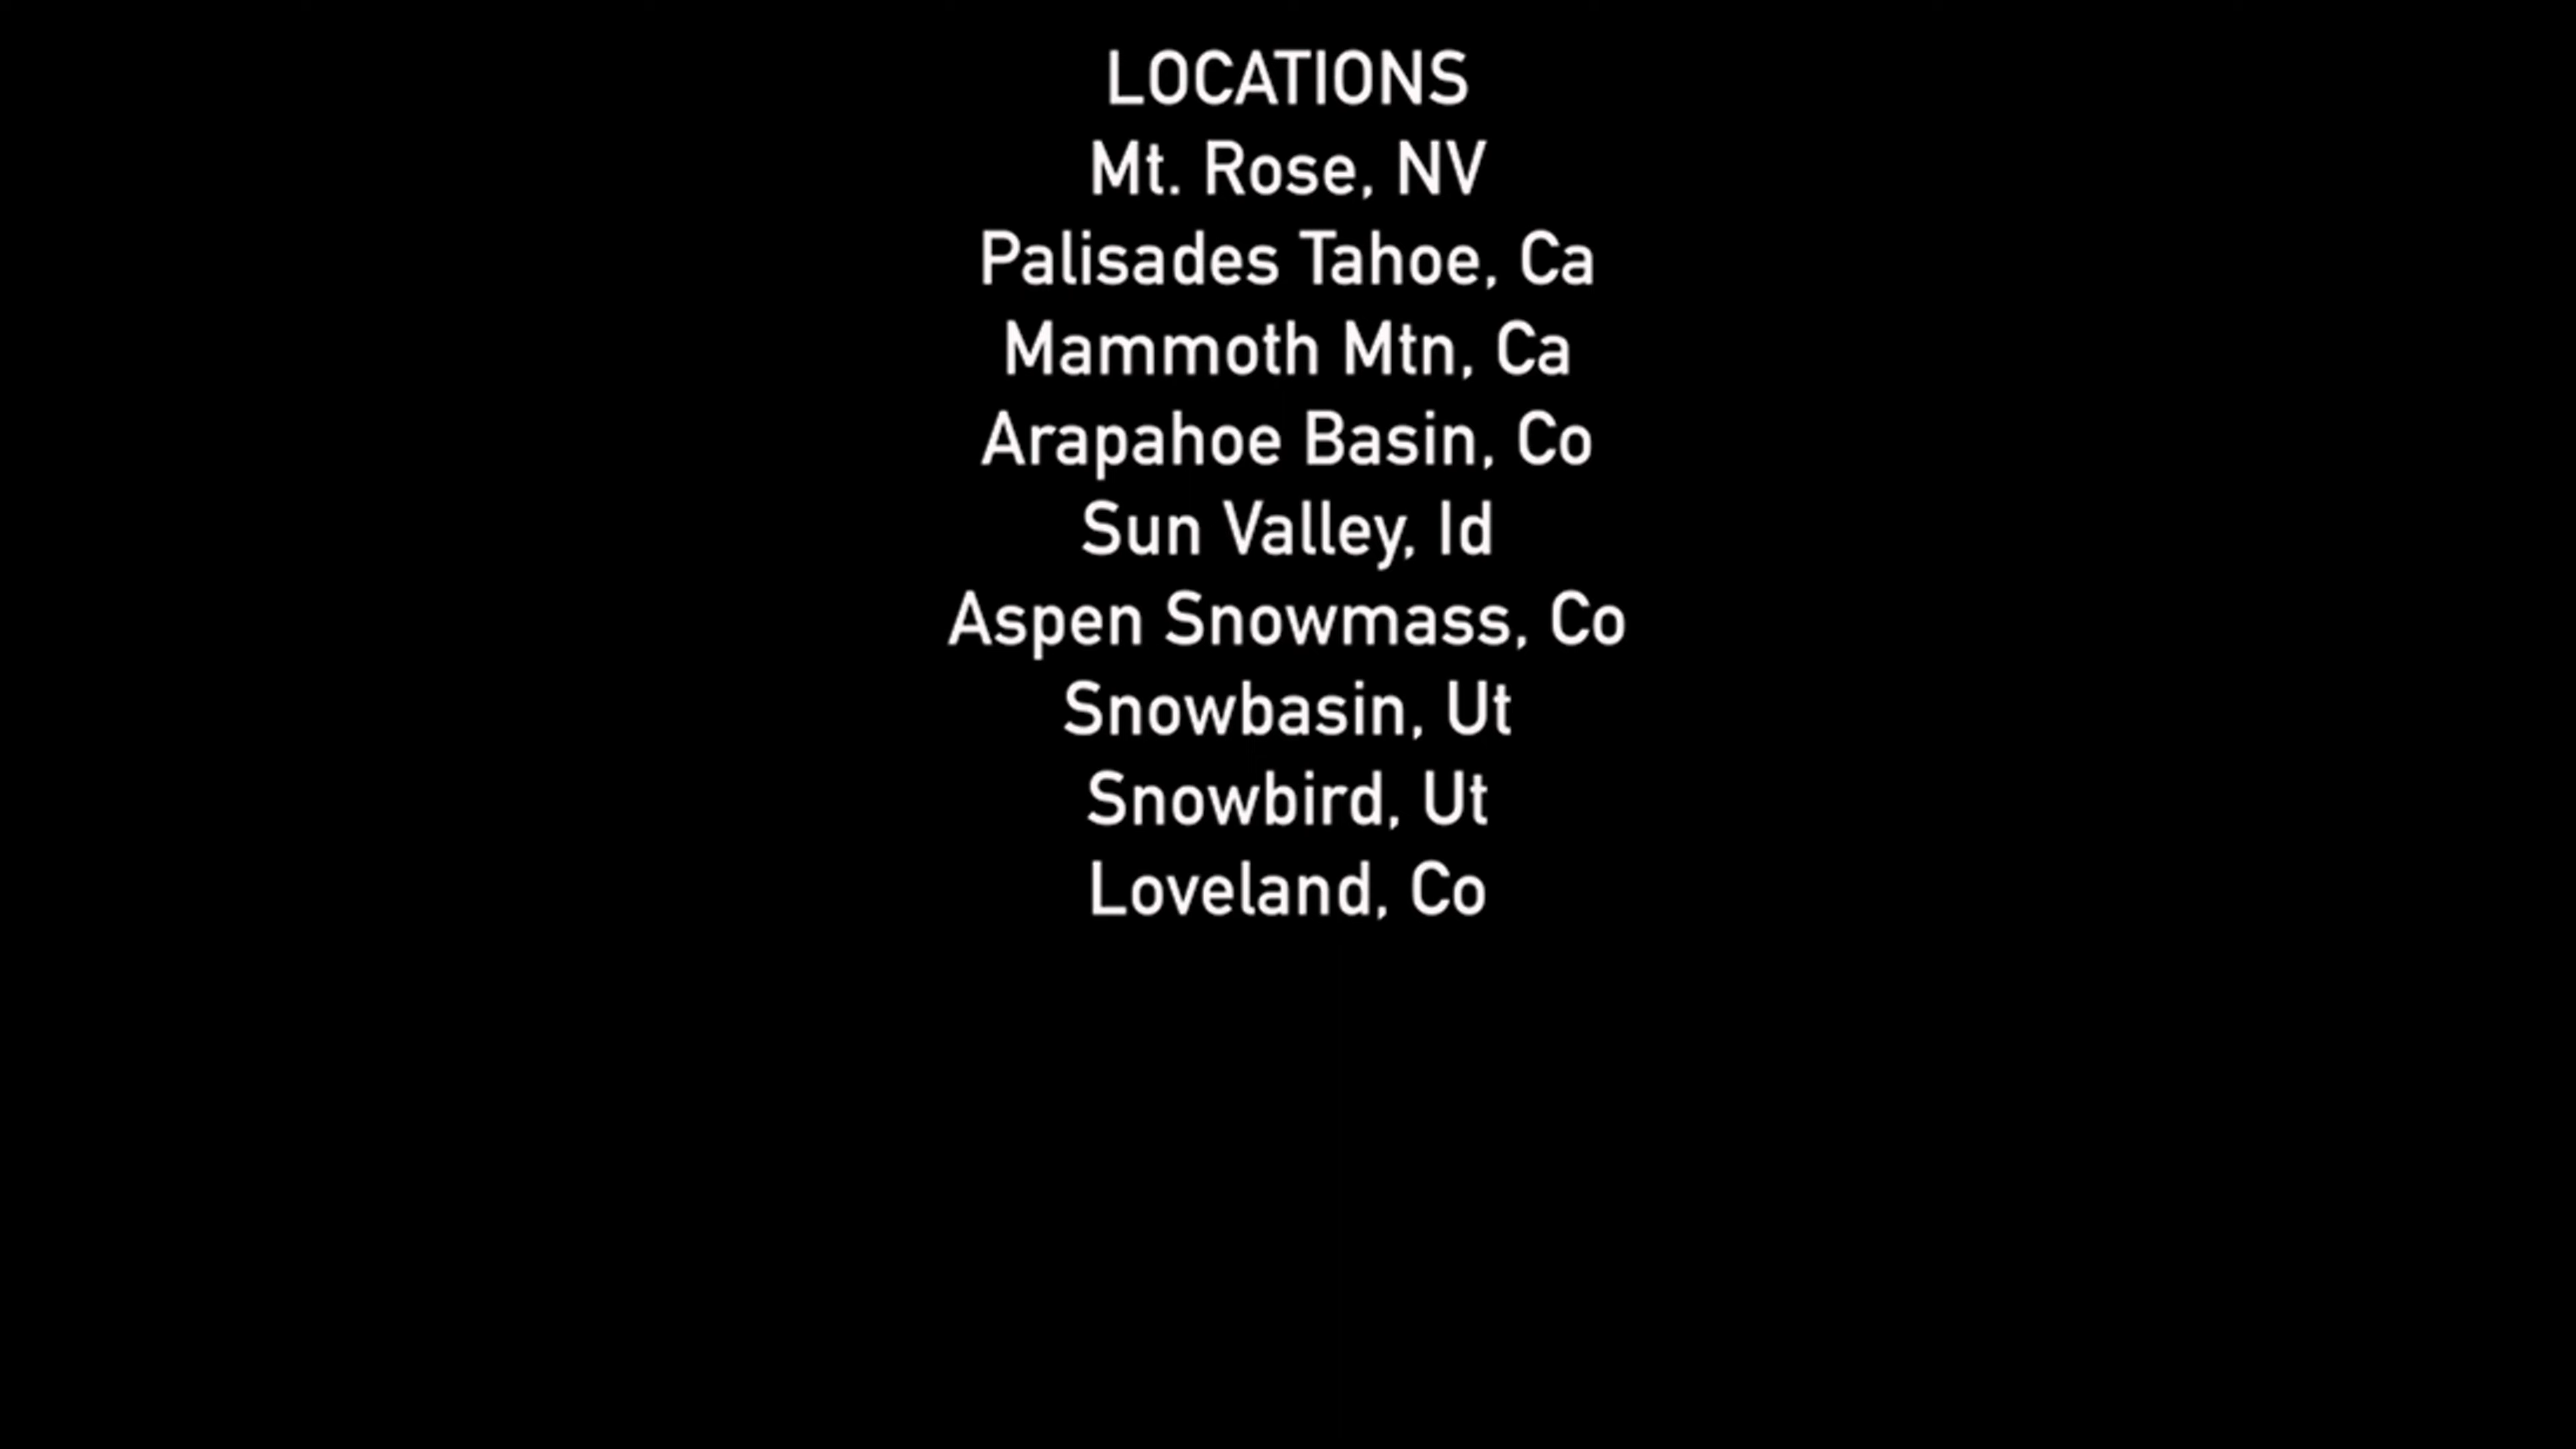 LOCATIONS
Mt. Rose, NV
Palisades Tahoe, Ca
Mammoth Mtn, Ca
Arapahoe Basin, Co
Sun Valley, Id
Aspen Snowmass, Co
Snowbasin, Ut
Snowbird, Ut
Loveland, Co